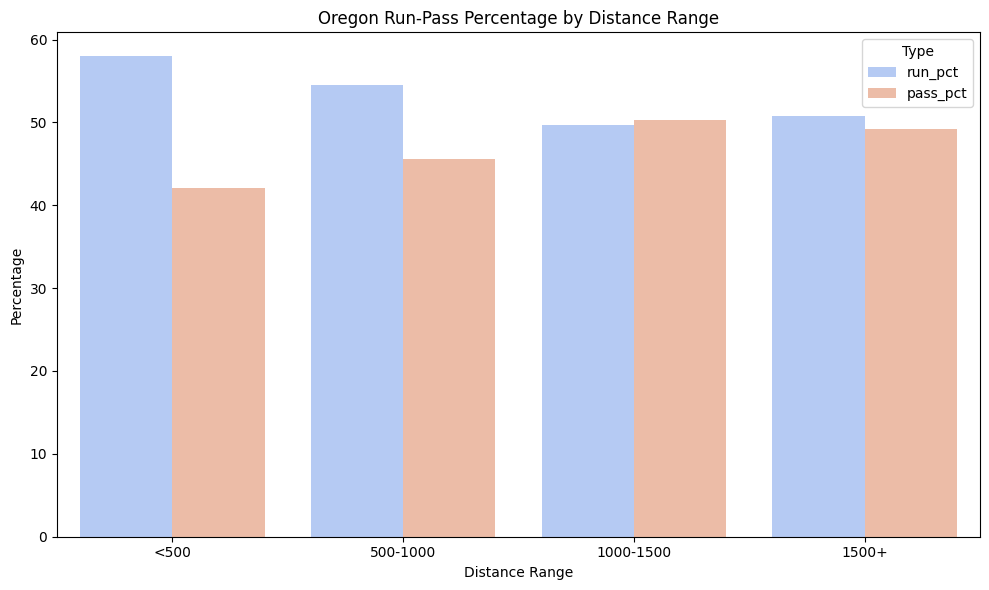 Oregon Run-Pass Percentage by Distance Range
Type
run_pct
pass_pct
Percentage
60
50
40
30
20
10
0
<500
500-1000
1000-1500
1500+
Distance Range